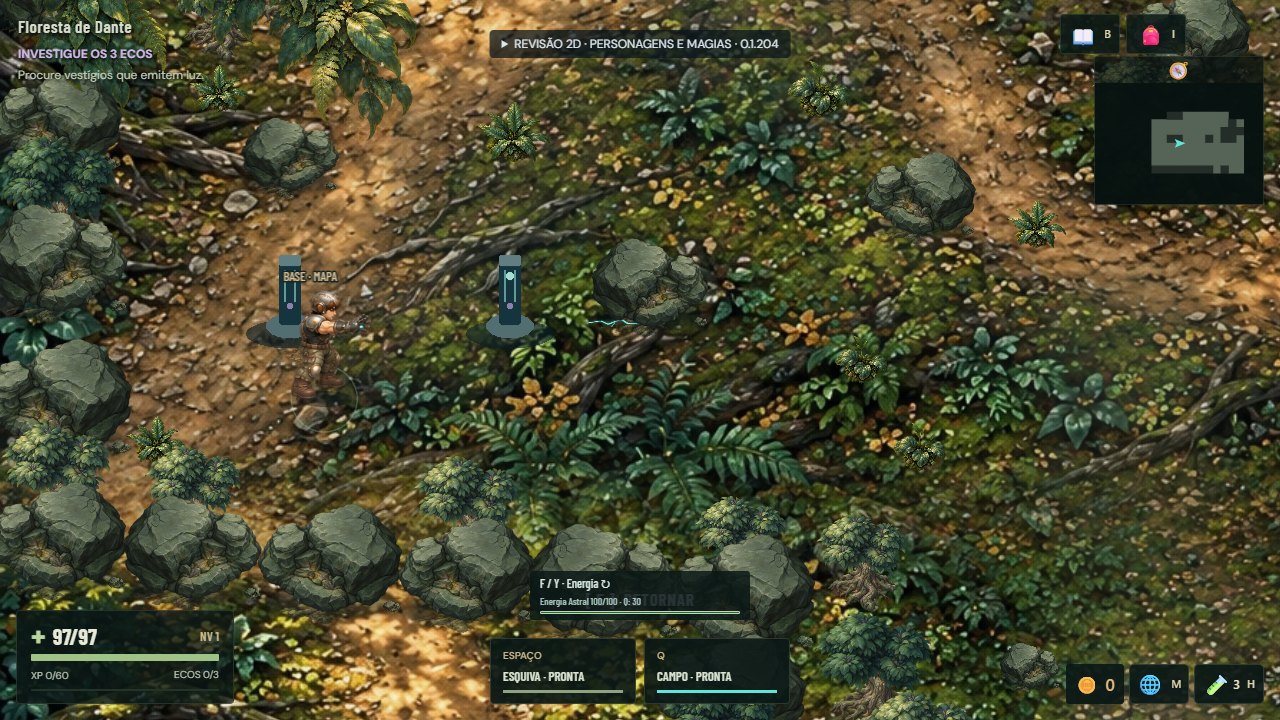 Floresta de Dante
INVESTIGUE OS 3 ECOS
Procure vestígios que emitem luz.
▶ REVISÃO 2D · PERSONAGENS E MAGIAS · 0.1.204
B
I
BASE · MAPA
F / Y · Energia ↻
Energia Astral 100/100 · Q: 30
TORNAR
+ 97/97
NV 1
XP 0/60
ECOS 0/3
ESPAÇO
ESQUIVA · PRONTA
Q
CAMPO · PRONTA
0
M
3 H